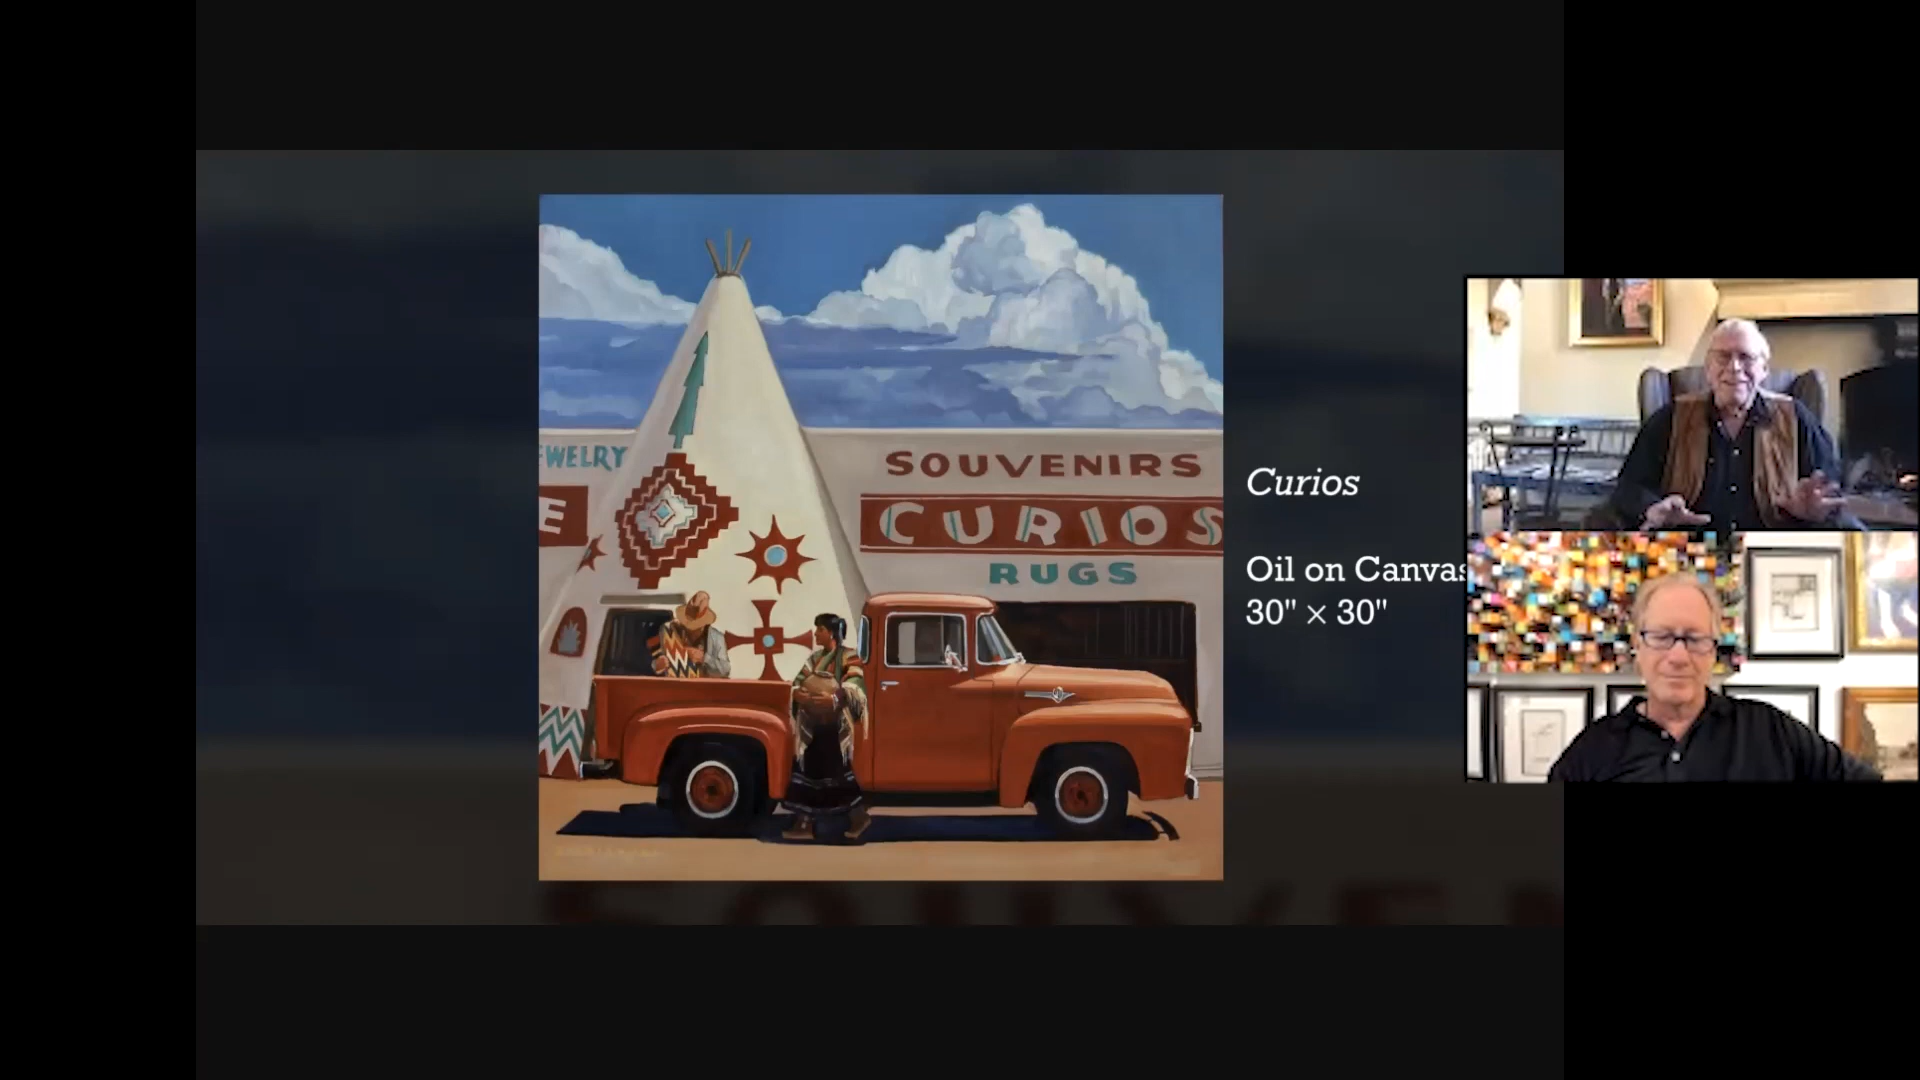 EWELRY
E
SOUVENIRS
CURIOS
RUGS
Curios
Oil on Canvas
30" × 30"